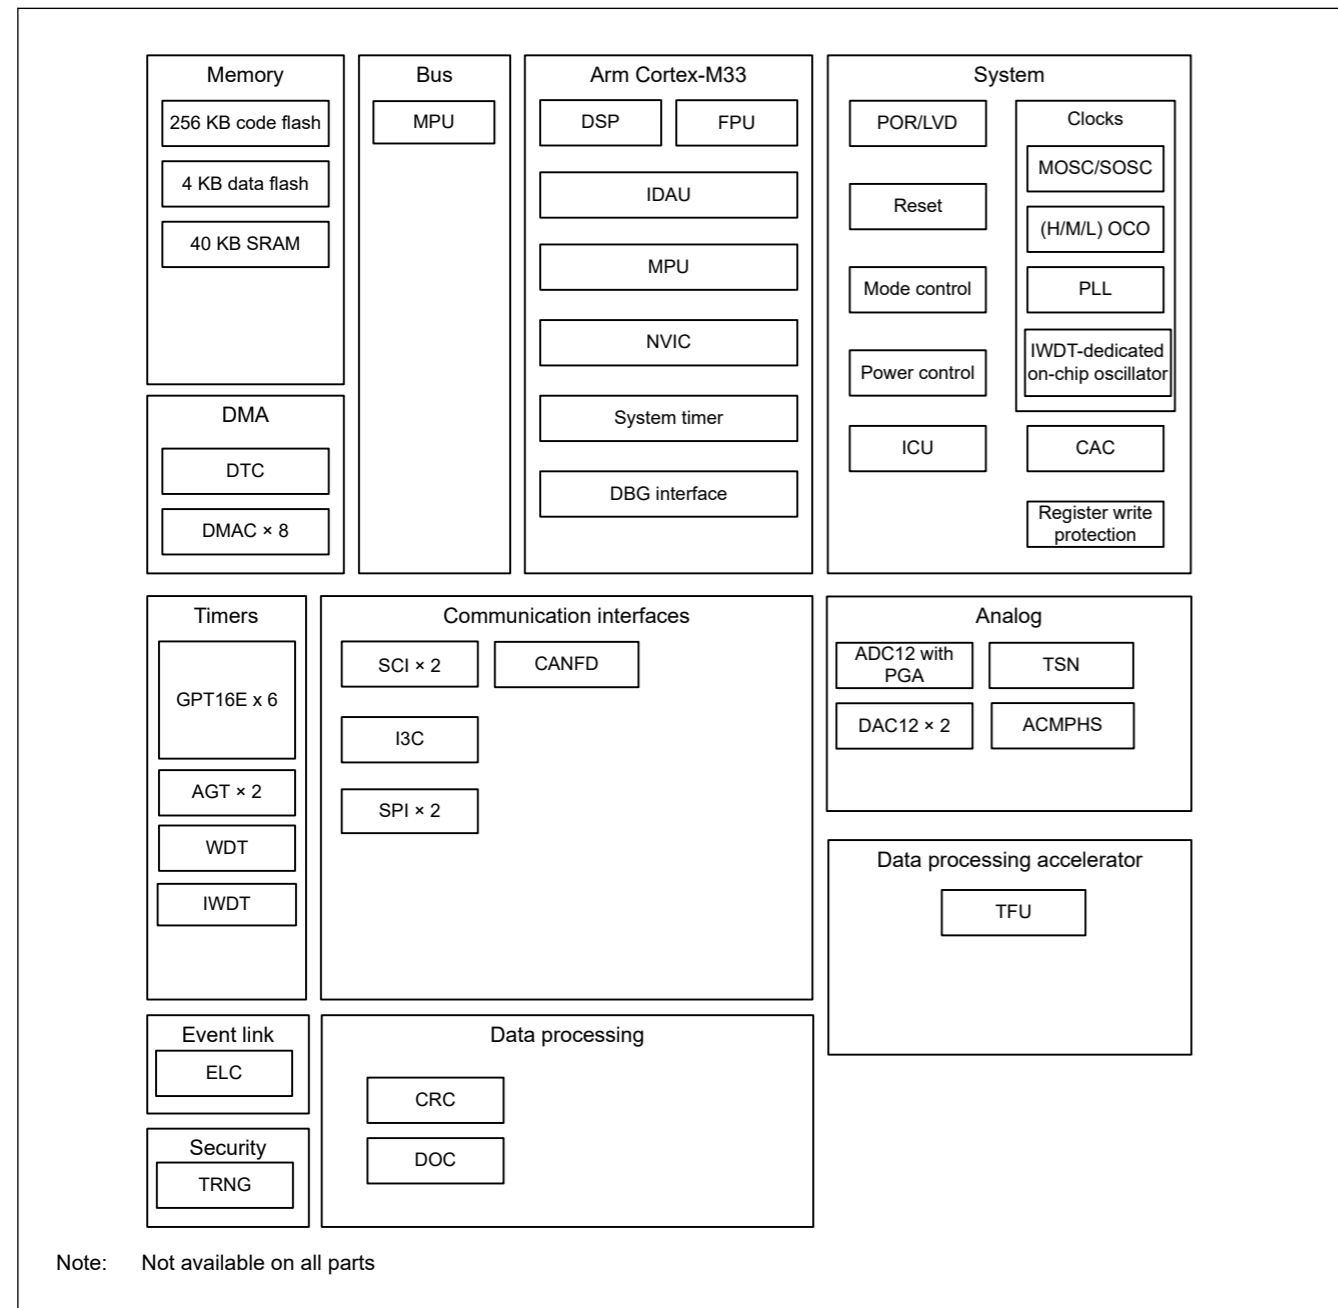 Memory
256 KB code flash
4 KB data flash
40 KB SRAM
Bus
MPU
Arm Cortex-M33
DSP
FPU
IDAU
MPU
NVIC
System timer
DBG interface
System
POR/LVD
Reset
Mode control
Power control
ICU
Clocks
MOSC/SOSC
(H/M/L) OCO
PLL
IWDT-dedicated
on-chip oscillator
CAC
Register write
protection
DMA
DTC
DMAC × 8
Timers
GPT16E x 6
AGT × 2
WDT
IWDT
Communication interfaces
SCI × 2
CANFD
I3C
SPI × 2
Analog
ADC12 with
PGA
TSN
DAC12 × 2
ACMPHS
Data processing accelerator
TFU
Event link
ELC
Security
TRNG
Data processing
CRC
DOC
Note: Not available on all parts